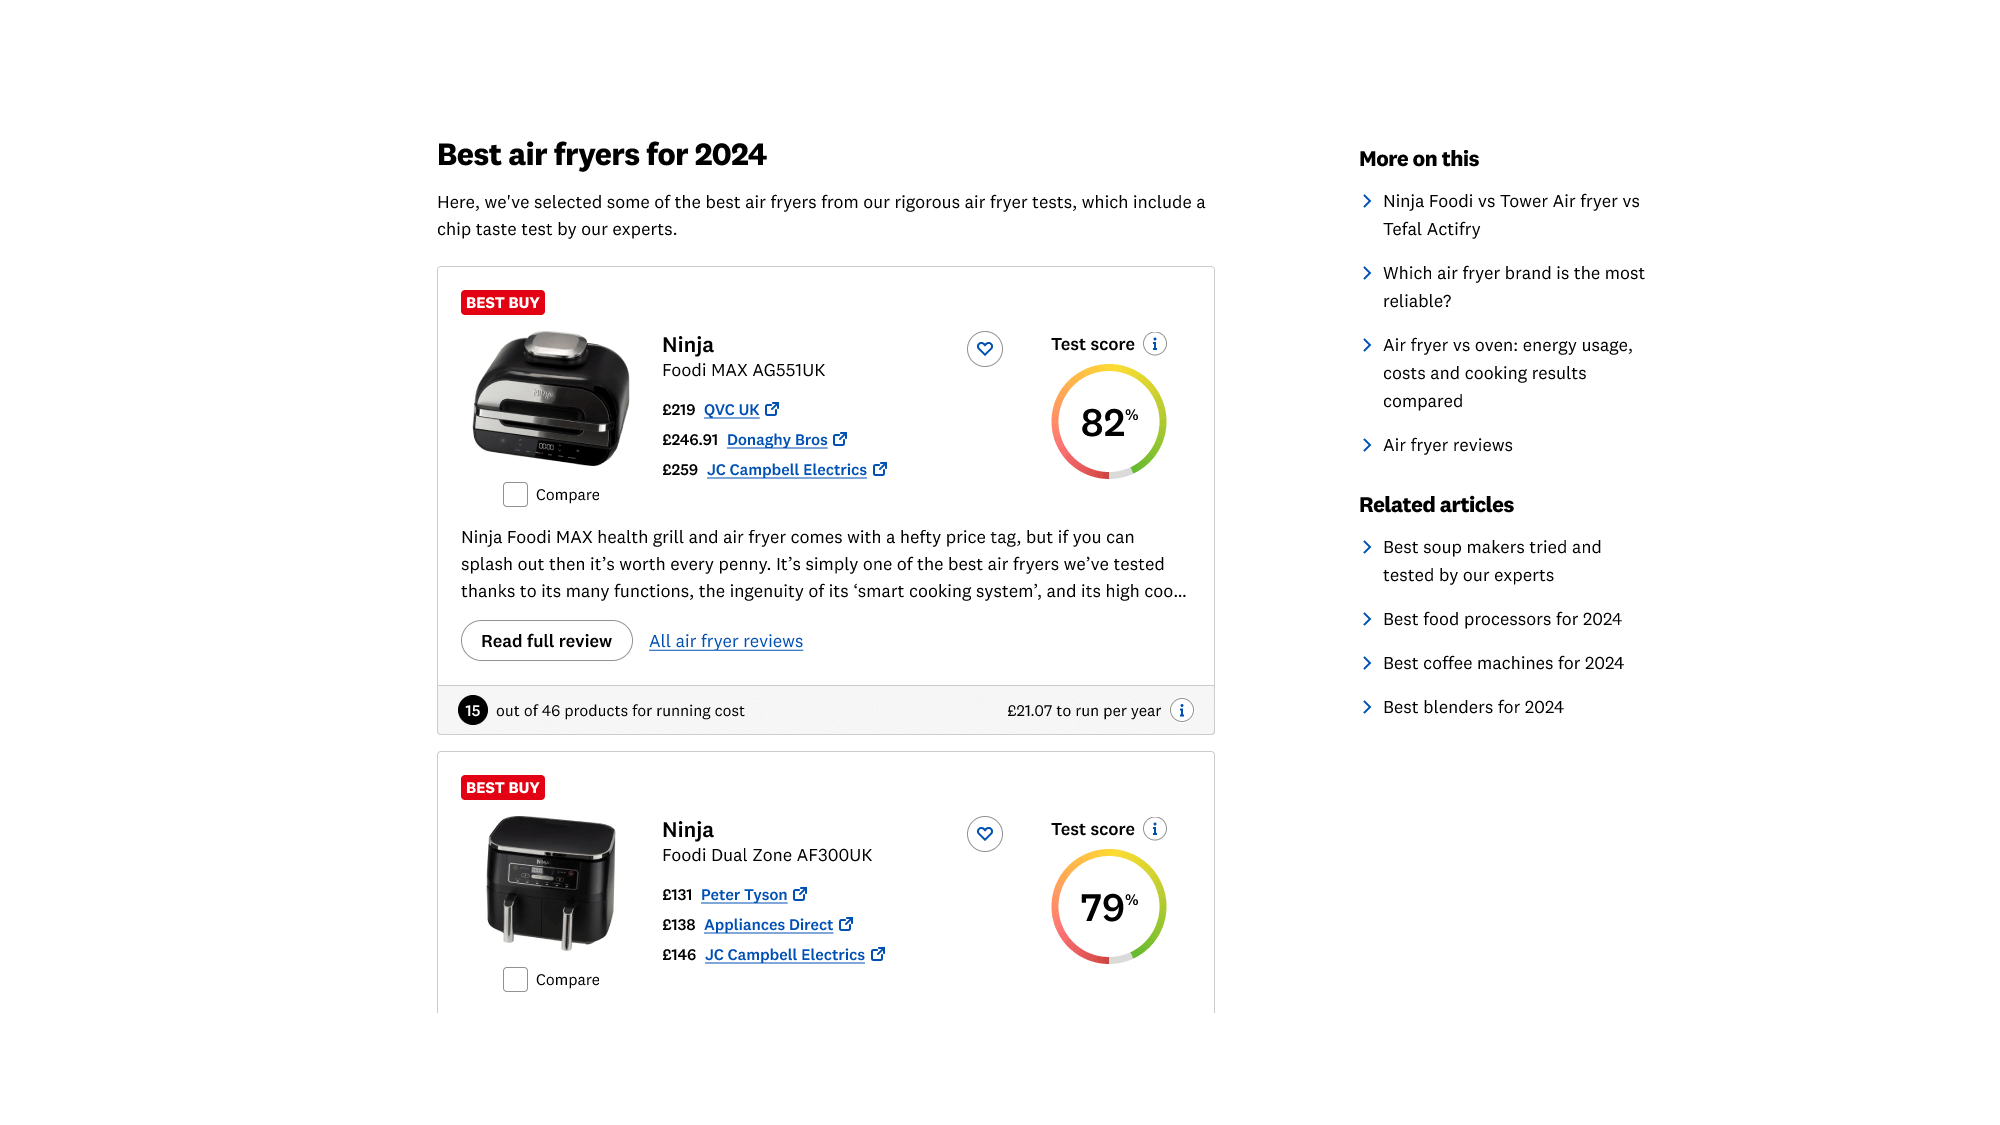 Best air fryers for 2024
Here, we've selected some of the best air fryers from our rigorous air fryer tests, which include a
chip taste test by our experts.
BEST BUY
Ninja
Foodi MAX AG551UK
£219 QVC UK
£246.91 Donaghy Bros
£259 JC Campbell Electrics
Test score
82%
Compare
Ninja Foodi MAX health grill and air fryer comes with a hefty price tag, but if you can
splash out then it’s worth every penny. It’s simply one of the best air fryers we’ve tested
thanks to its many functions, the ingenuity of its ‘smart cooking system’, and its high coo...
Read full review
All air fryer reviews
15 out of 46 products for running cost
£21.07 to run per year
BEST BUY
Ninja
Foodi Dual Zone AF300UK
£131 Peter Tyson
£138 Appliances Direct
£146 JC Campbell Electrics
Test score
79%
Compare
More on this
Ninja Foodi vs Tower Air fryer vs
Tefal Actifry
Which air fryer brand is the most
reliable?
Air fryer vs oven: energy usage,
costs and cooking results
compared
Air fryer reviews
Related articles
Best soup makers tried and
tested by our experts
Best food processors for 2024
Best coffee machines for 2024
Best blenders for 2024